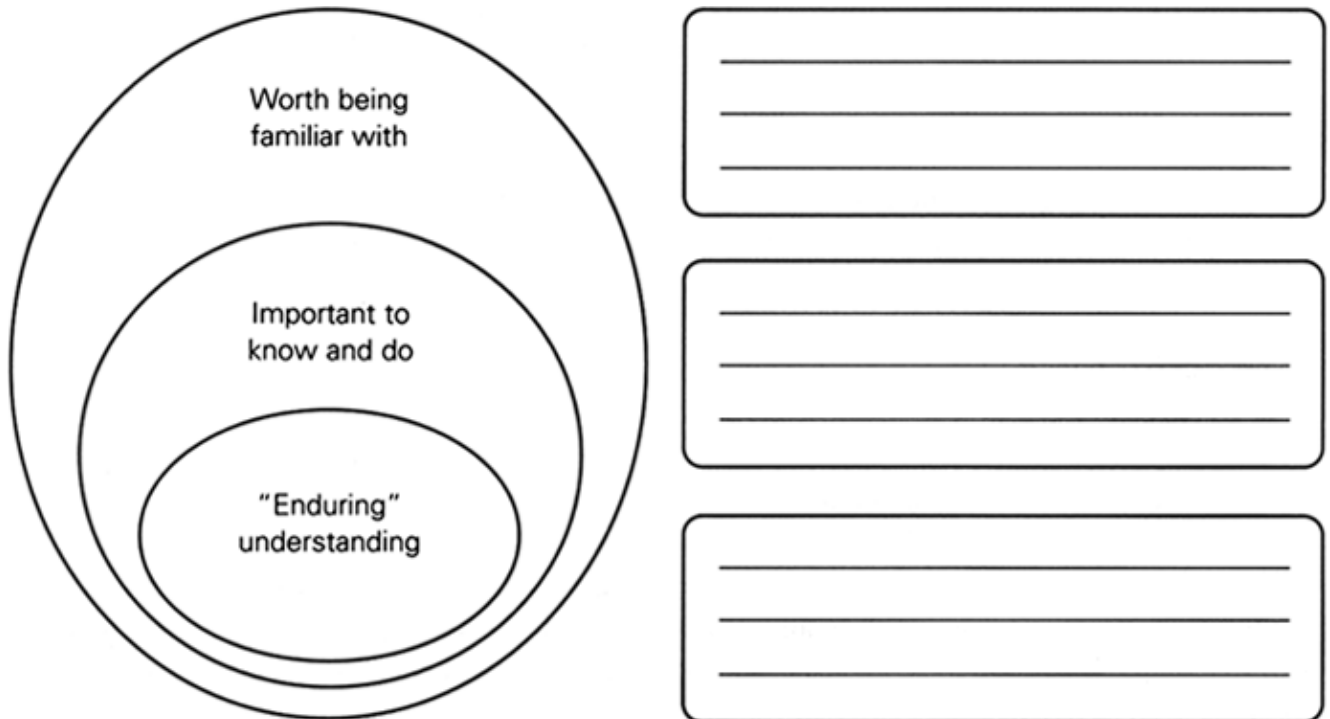 Worth being
familiar with
Important to
know and do
"Enduring"
understanding